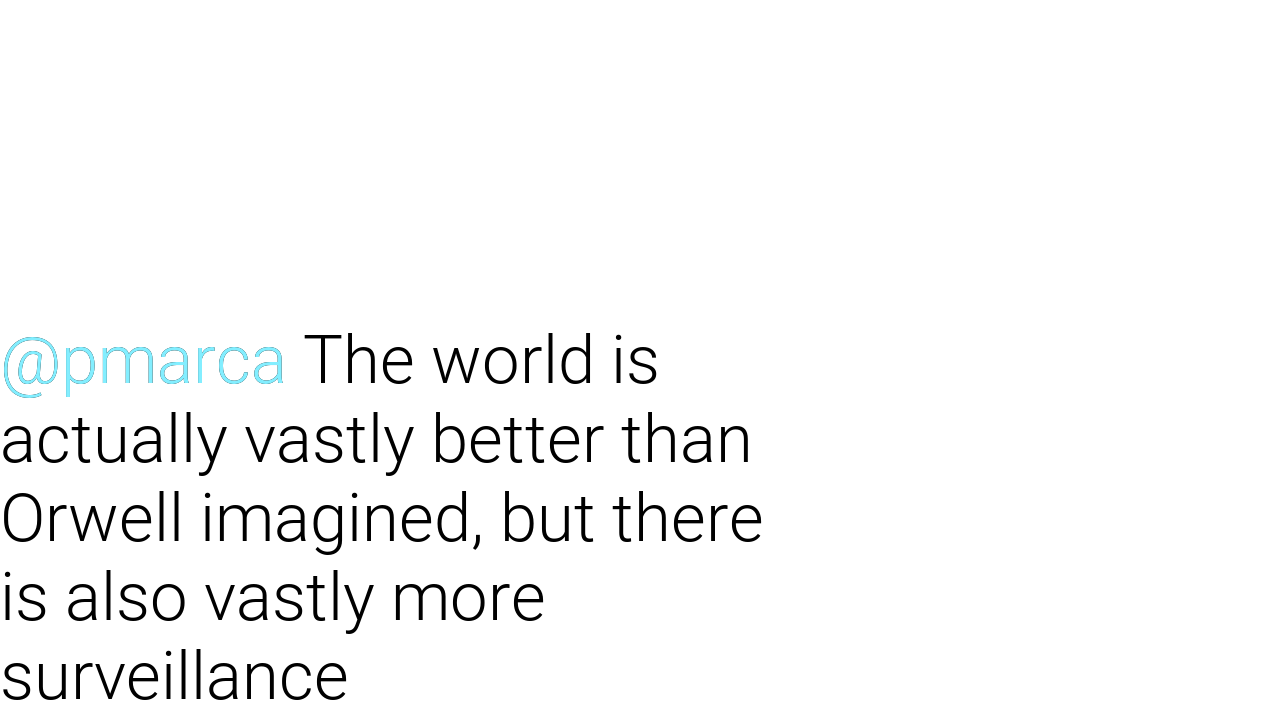 @pmarca The world is
actually vastly better than
Orwell imagined, but there
is also vastly more
surveillance